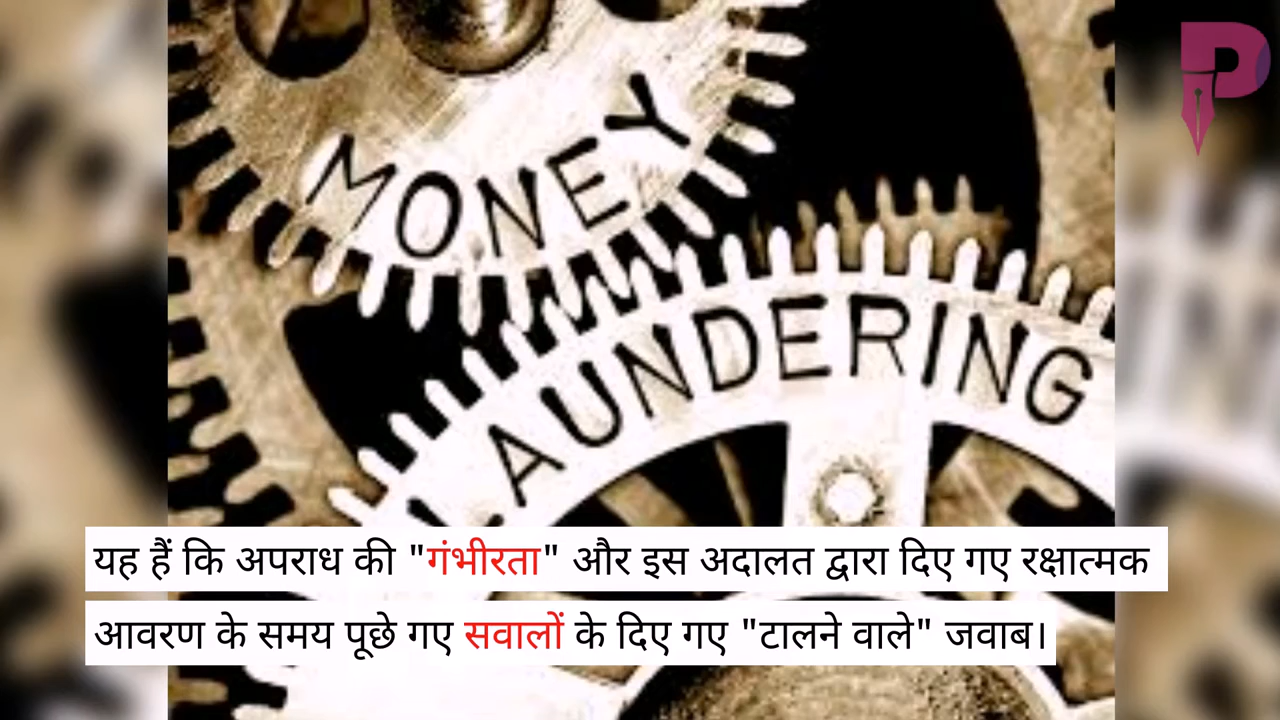 MONEY
LAUNDERING
यह हैं कि अपराध की "गंभीरता" और इस अदालत द्वारा दिए गए रक्षात्मक
आवरण के समय पूछे गए सवालों के दिए गए "टालने वाले" जवाब।